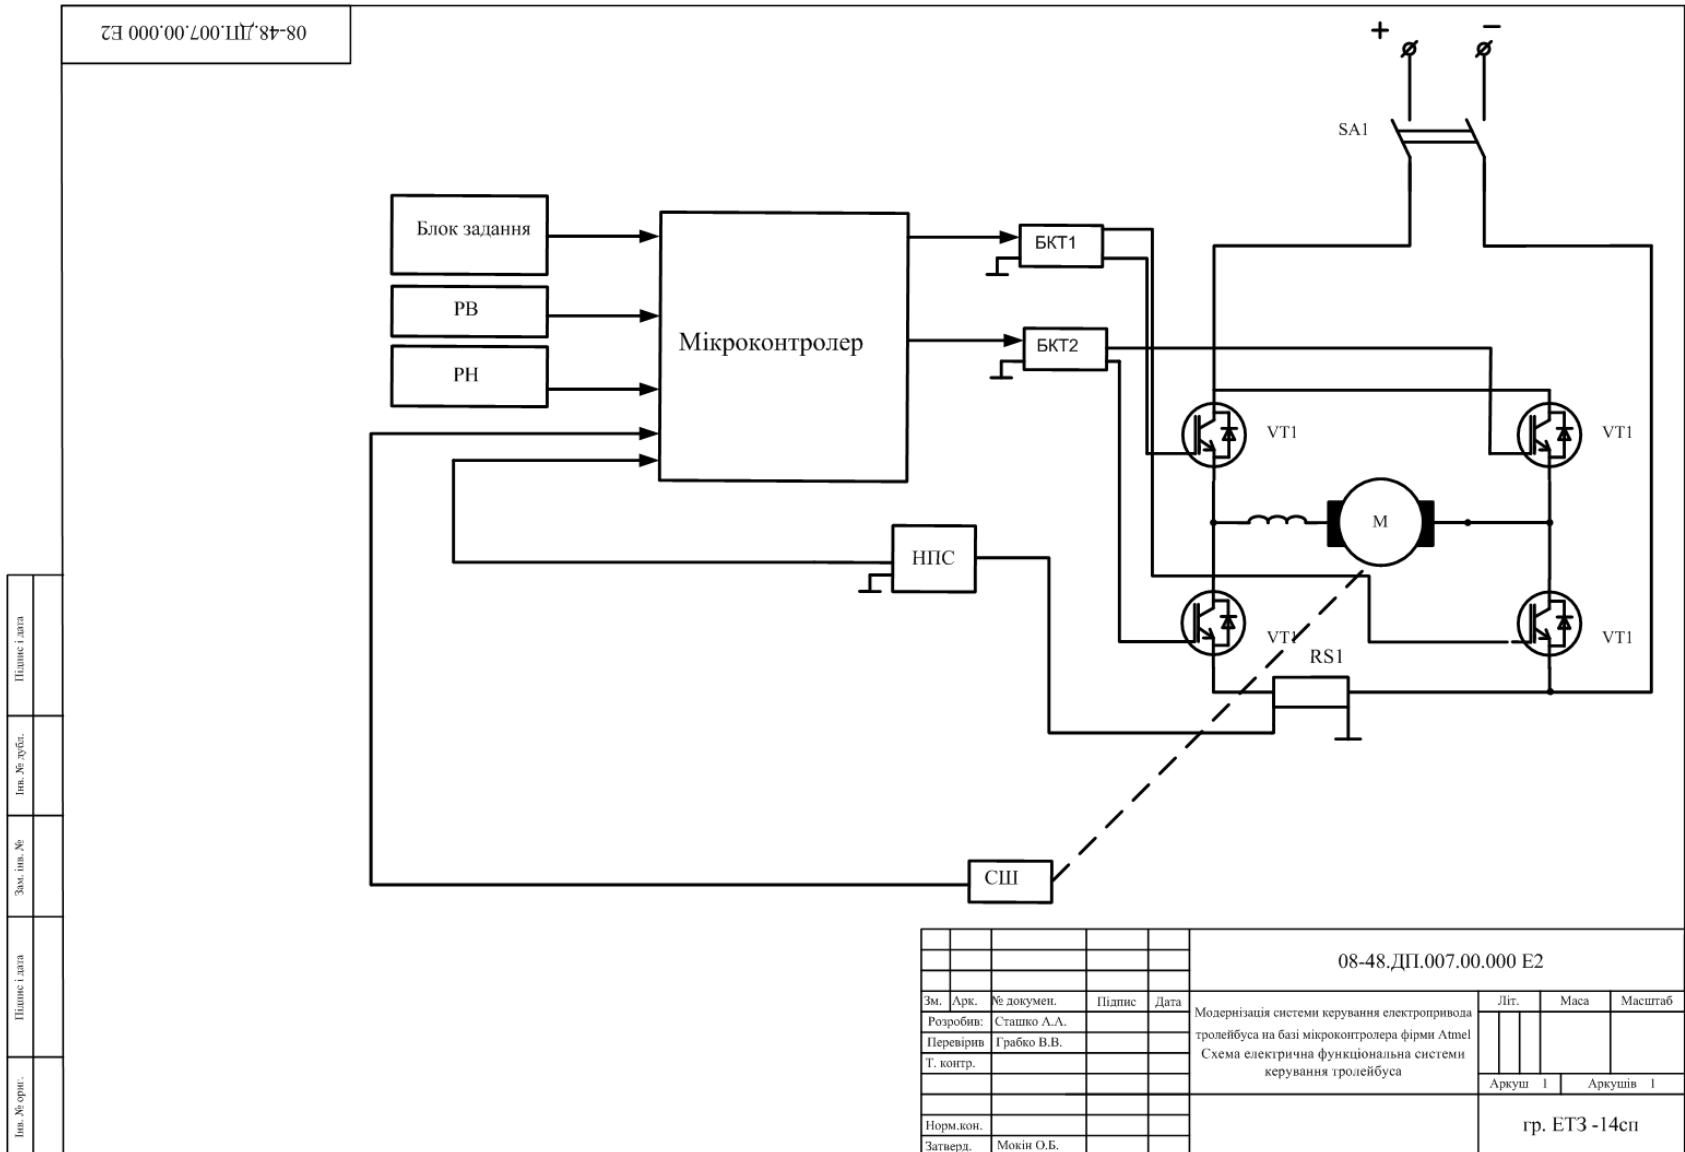 08-48.ДП.007.00.000 Е2
+ −
SA1
Блок задання
РВ
РН
Мікроконтролер
БКТ1
БКТ2
VT1
VT1
М
НПС
VT1
VT1
RS1
СШ
Підпис і дата
Інв. № дубл.
Зам. інв. №
Підпис і дата
Інв. № ориг.
08-48.ДП.007.00.000 Е2
Зм. Арк. № докумен. Підпис Дата
Розробив: Сташко А.А.
Перевірив Грабко В.В.
Т. контр.
Норм.кон.
Затверд. Мокін О.Б.
Модернізація системи керування електропривода
тролейбуса на базі мікроконтролера фірми Atmel
Схема електрична функціональна системи
керування тролейбуса
Літ. Маса Масштаб
Аркуш 1 Аркушів 1
гр. ЕТЗ -14сп